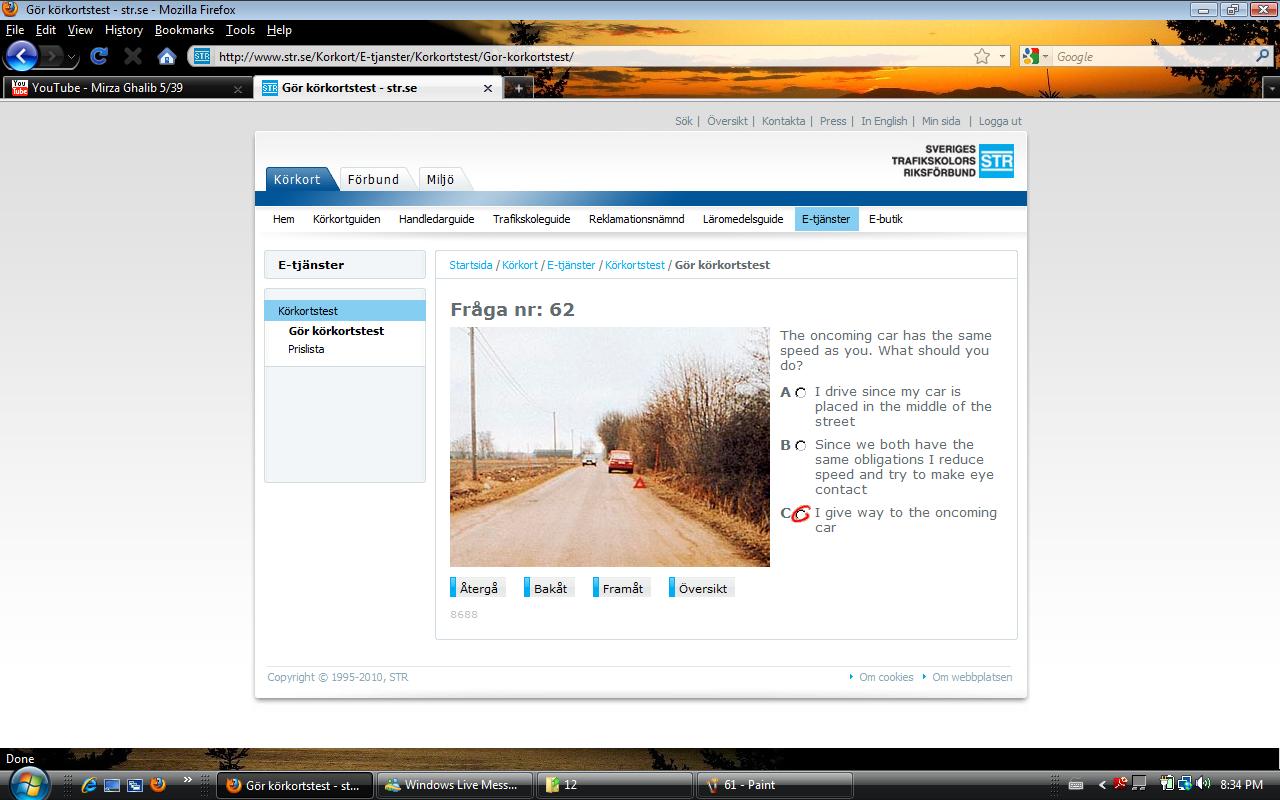 Gör körkortstest - str.se - Mozilla Firefox
File Edit View History Bookmarks Tools Help
STR http://www.str.se/Korkort/E-tjanster/Korkortstest/Gor-korkortstest/ Google
You Tube YouTube - Mirza Ghalib 5/39 STR Gör körkortstest - str.se
Sök | Översikt | Kontakta | Press | In English | Min sida | Logga ut
SVERIGES
TRAFIKSKOLORS
RIKSFÖRBUND
STR
Körkort Förbund Miljö
Hem Körkortguiden Handledarguide Trafikskoleguide Reklamationsnämnd Läromedelsguide E-tjänster E-butik
E-tjänster
Körkortstest
Gör körkortstest
Prislista
Startsida / Körkort / E-tjänster / Körkortstest / Gör körkortstest
Fråga nr: 62
The oncoming car has the same
speed as you. What should you
do?
A I drive since my car is
placed in the middle of the
street
B Since we both have the
same obligations I reduce
speed and try to make eye
contact
C I give way to the oncoming
car
Återgå Bakåt Framåt Översikt
8688
Copyright © 1995-2010, STR Om cookies Om webbplatsen
Done
Gör körkortstest - st... Windows Live Mess... 12 61 - Paint 8:34 PM